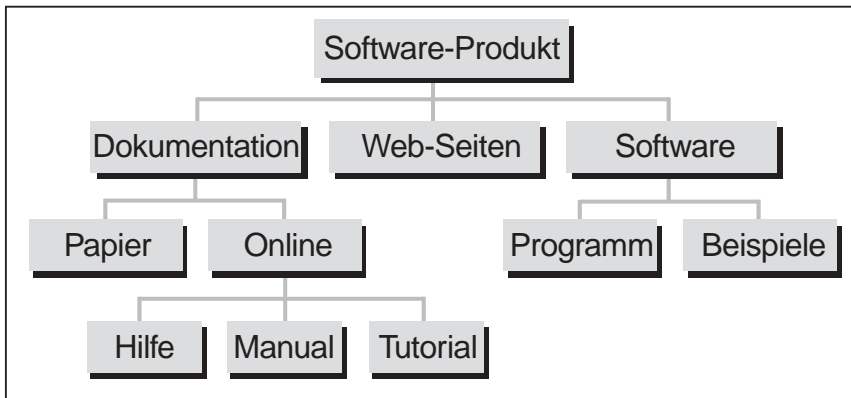 Software-Produkt
Dokumentation
Web-Seiten
Software
Papier
Online
Programm
Beispiele
Hilfe
Manual
Tutorial